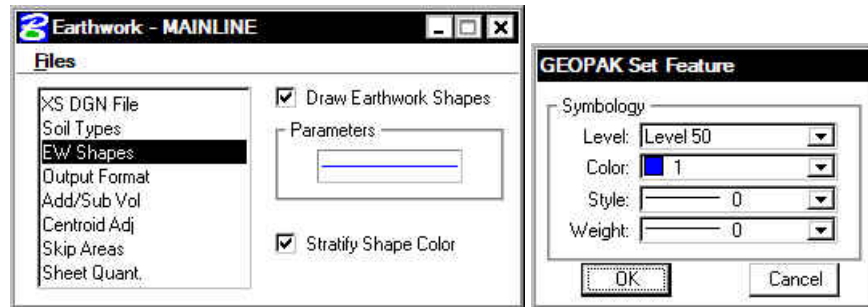 Earthwork - MAINLINE
Files
XS DGN File
Soil Types
EW Shapes
Output Format
Add/Sub Vol
Centroid Adj
Skip Areas
Sheet Quant.
Draw Earthwork Shapes
Parameters
Stratify Shape Color
GEOPAK Set Feature
Symbology
Level: Level 50
Color: 1
Style: 0
Weight: 0
OK Cancel